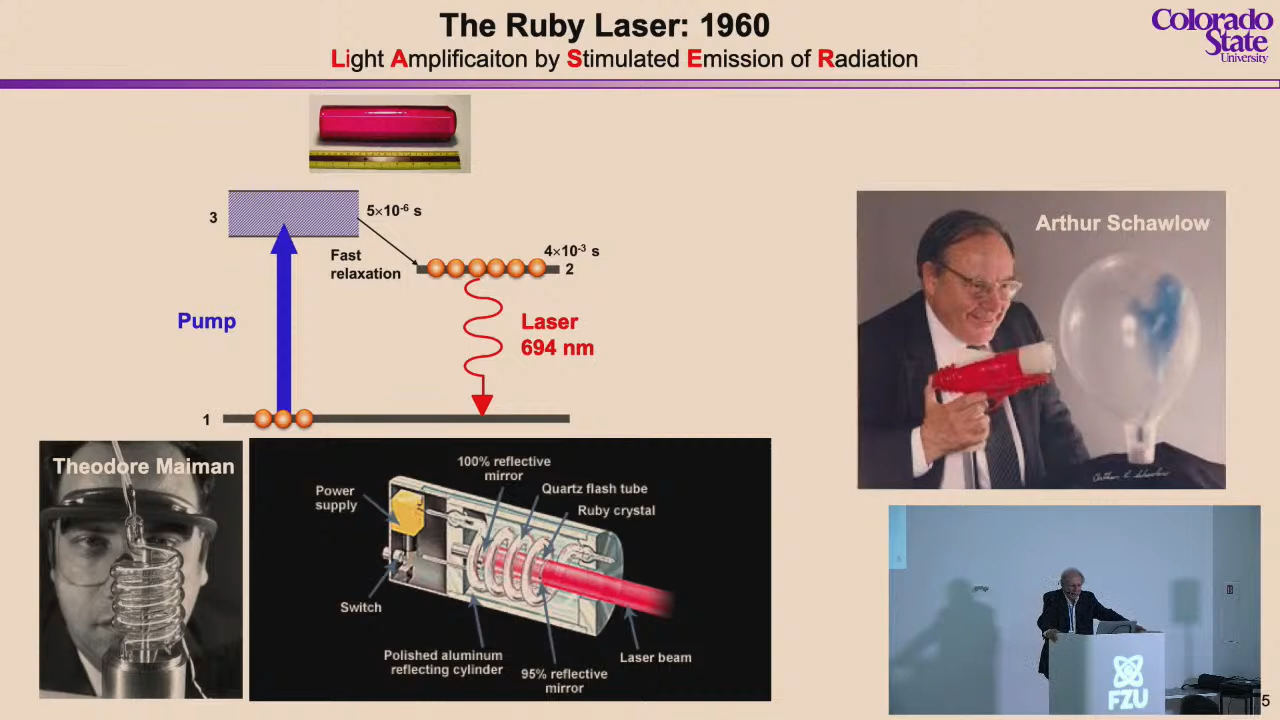 The Ruby Laser: 1960
Light Amplificaiton by Stimulated Emission of Radiation
Colorado
State
University
3
5×10-6 s
Fast
relaxation
4×10-3 s
2
Pump
Laser
694 nm
1
Arthur Schawlow
Theodore Maiman
100% reflective
mirror
Power
supply
Quartz flash tube
Ruby crystal
Switch
Polished aluminum
reflecting cylinder
95% reflective
mirror
Laser beam
FZU
5